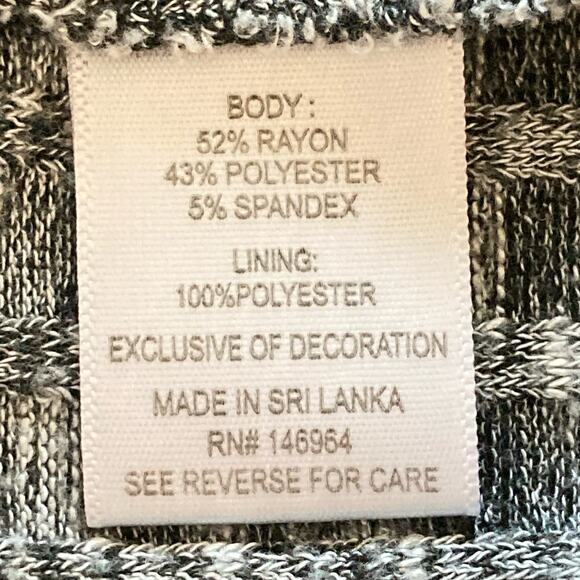 BODY :
52% RAYON
43% POLYESTER
5% SPANDEX
LINING:
100%POLYESTER
EXCLUSIVE OF DECORATION
MADE IN SRI LANKA
RN# 146964
SEE REVERSE FOR CARE